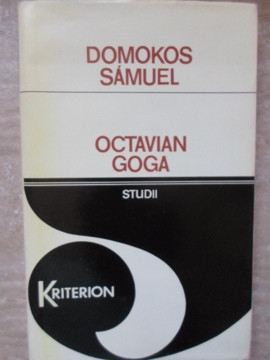 DOMOKOS
SÁMUEL
OCTAVIAN
GOGA
STUDII
KRITERION